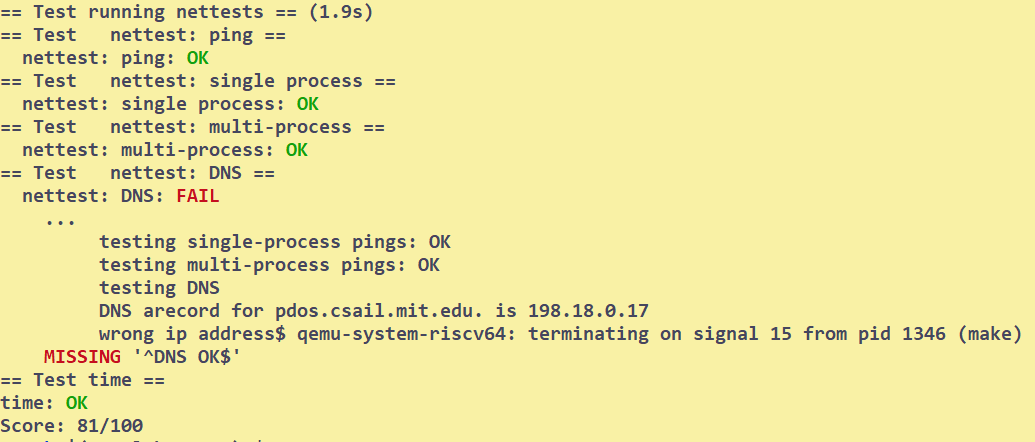 == Test running nettests == (1.9s)
== Test   nettest: ping ==
  nettest: ping: OK
== Test   nettest: single process ==
  nettest: single process: OK
== Test   nettest: multi-process ==
  nettest: multi-process: OK
== Test   nettest: DNS ==
  nettest: DNS: FAIL
    ...
         testing single-process pings: OK
         testing multi-process pings: OK
         testing DNS
         DNS arecord for pdos.csail.mit.edu. is 198.18.0.17
         wrong ip address$ qemu-system-riscv64: terminating on signal 15 from pid 1346 (make)
    MISSING '^DNS OK$'
== Test time ==
time: OK
Score: 81/100